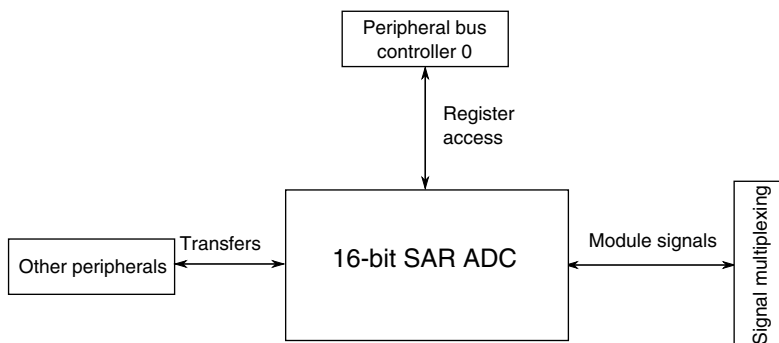 Peripheral bus
controller 0
Register
access
Transfers
Other peripherals
16-bit SAR ADC
Module signals
Signal multiplexing